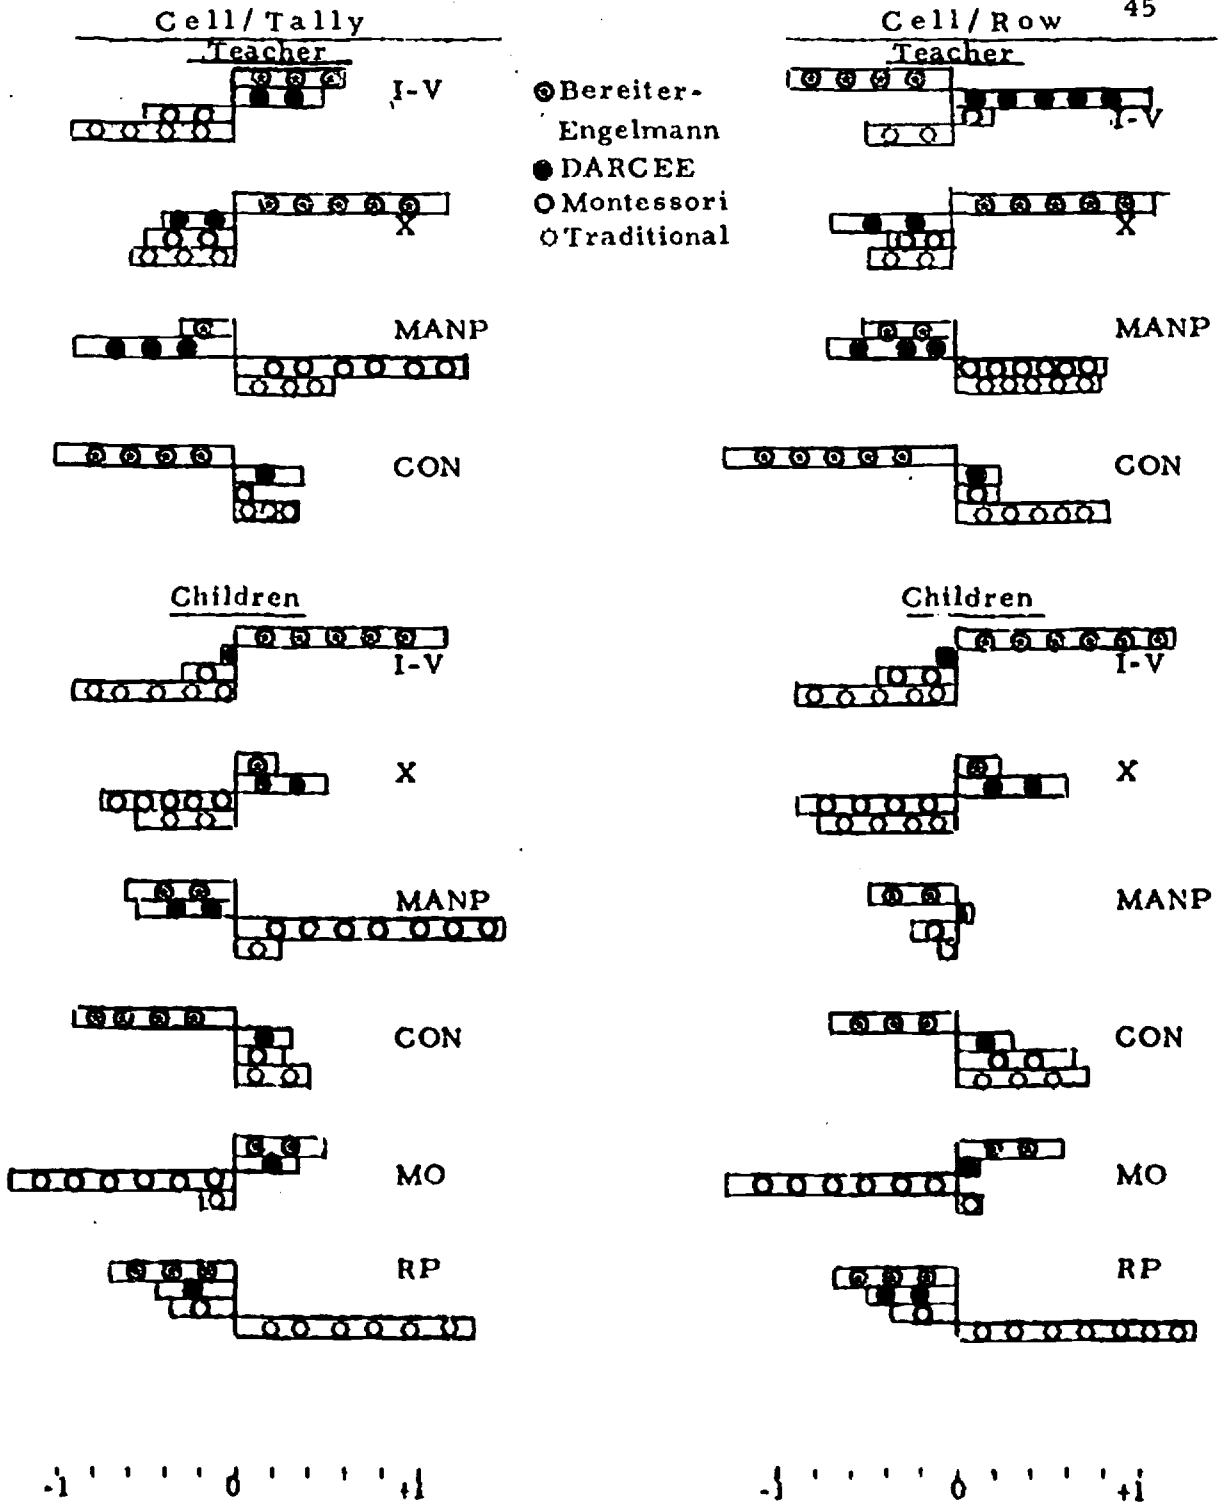 45
Cell/Tally
Teacher
I-V
X
MANP
CON
Children
I-V
X
MANP
CON
MO
RP
-1 0 +1
Bereiter-
Engelmann
DARCEE
Montessori
Traditional
Cell/Row
Teacher
I-V
X
MANP
CON
Children
I-V
X
MANP
CON
MO
RP
-1 0 +1